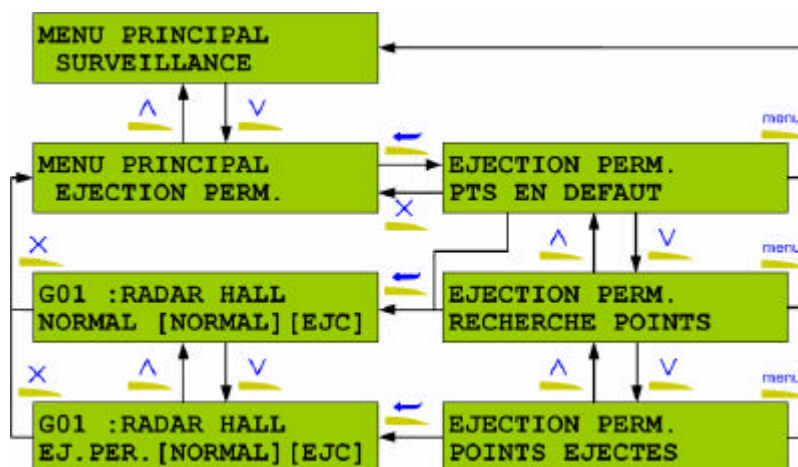 MENU PRINCIPAL
SURVEILLANCE
menu
MENU PRINCIPAL
EJECTION PERM.
EJECTION PERM.
PTS EN DEFAUT
menu
G01 :RADAR HALL
NORMAL [NORMAL][EJC]
EJECTION PERM.
RECHERCHE POINTS
menu
G01 :RADAR HALL
EJ.PER.[NORMAL][EJC]
EJECTION PERM.
POINTS EJECTES